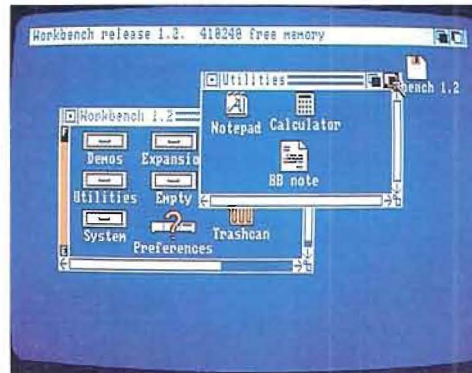 Workbench release 1.2. 418248 free memory
Utilities
bench 1.2
Notepad Calculator
BB note
Workbench 1.2
Demos Expansio
Utilities Empty
System Preferences Trashcan